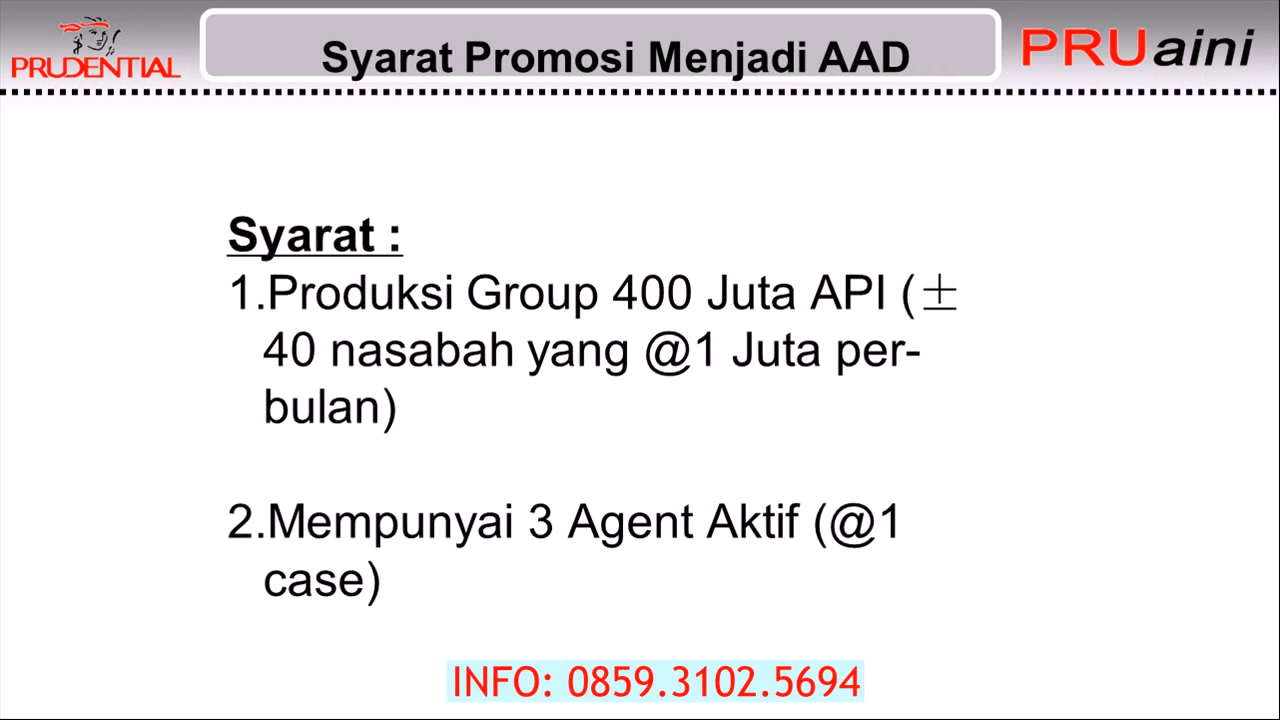 PRUDENTIAL
Syarat Promosi Menjadi AAD
PRUaini
Syarat :
1.Produksi Group 400 Juta API (±
40 nasabah yang @1 Juta per-
bulan)
2.Mempunyai 3 Agent Aktif (@1
case)
INFO: 0859.3102.5694